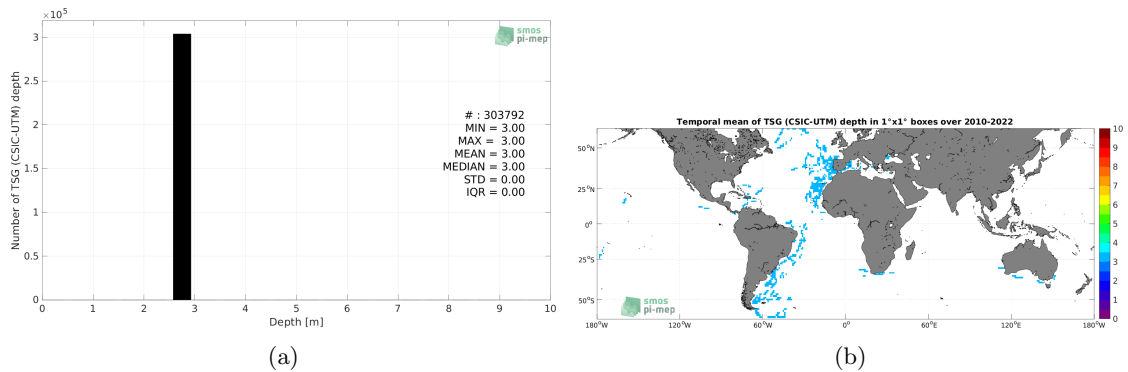 ×10⁵
3
2.5
2
1.5
1
0.5
0
Number of TSG (CSIC-UTM) depth
smos
pi-mep
# : 303792
MIN = 3.00
MAX = 3.00
MEAN = 3.00
MEDIAN = 3.00
STD = 0.00
IQR = 0.00
0 1 2 3 4 5 6 7 8 9 10
Depth [m]
(a)
Temporal mean of TSG (CSIC-UTM) depth in 1°x1° boxes over 2010-2022
50°N
25°N
0°
25°S
50°S
smos
pi-mep
180°W 120°W 60°W 0°E 60°E 120°E 180°W
10
9
8
7
6
5
4
3
2
1
0
(b)